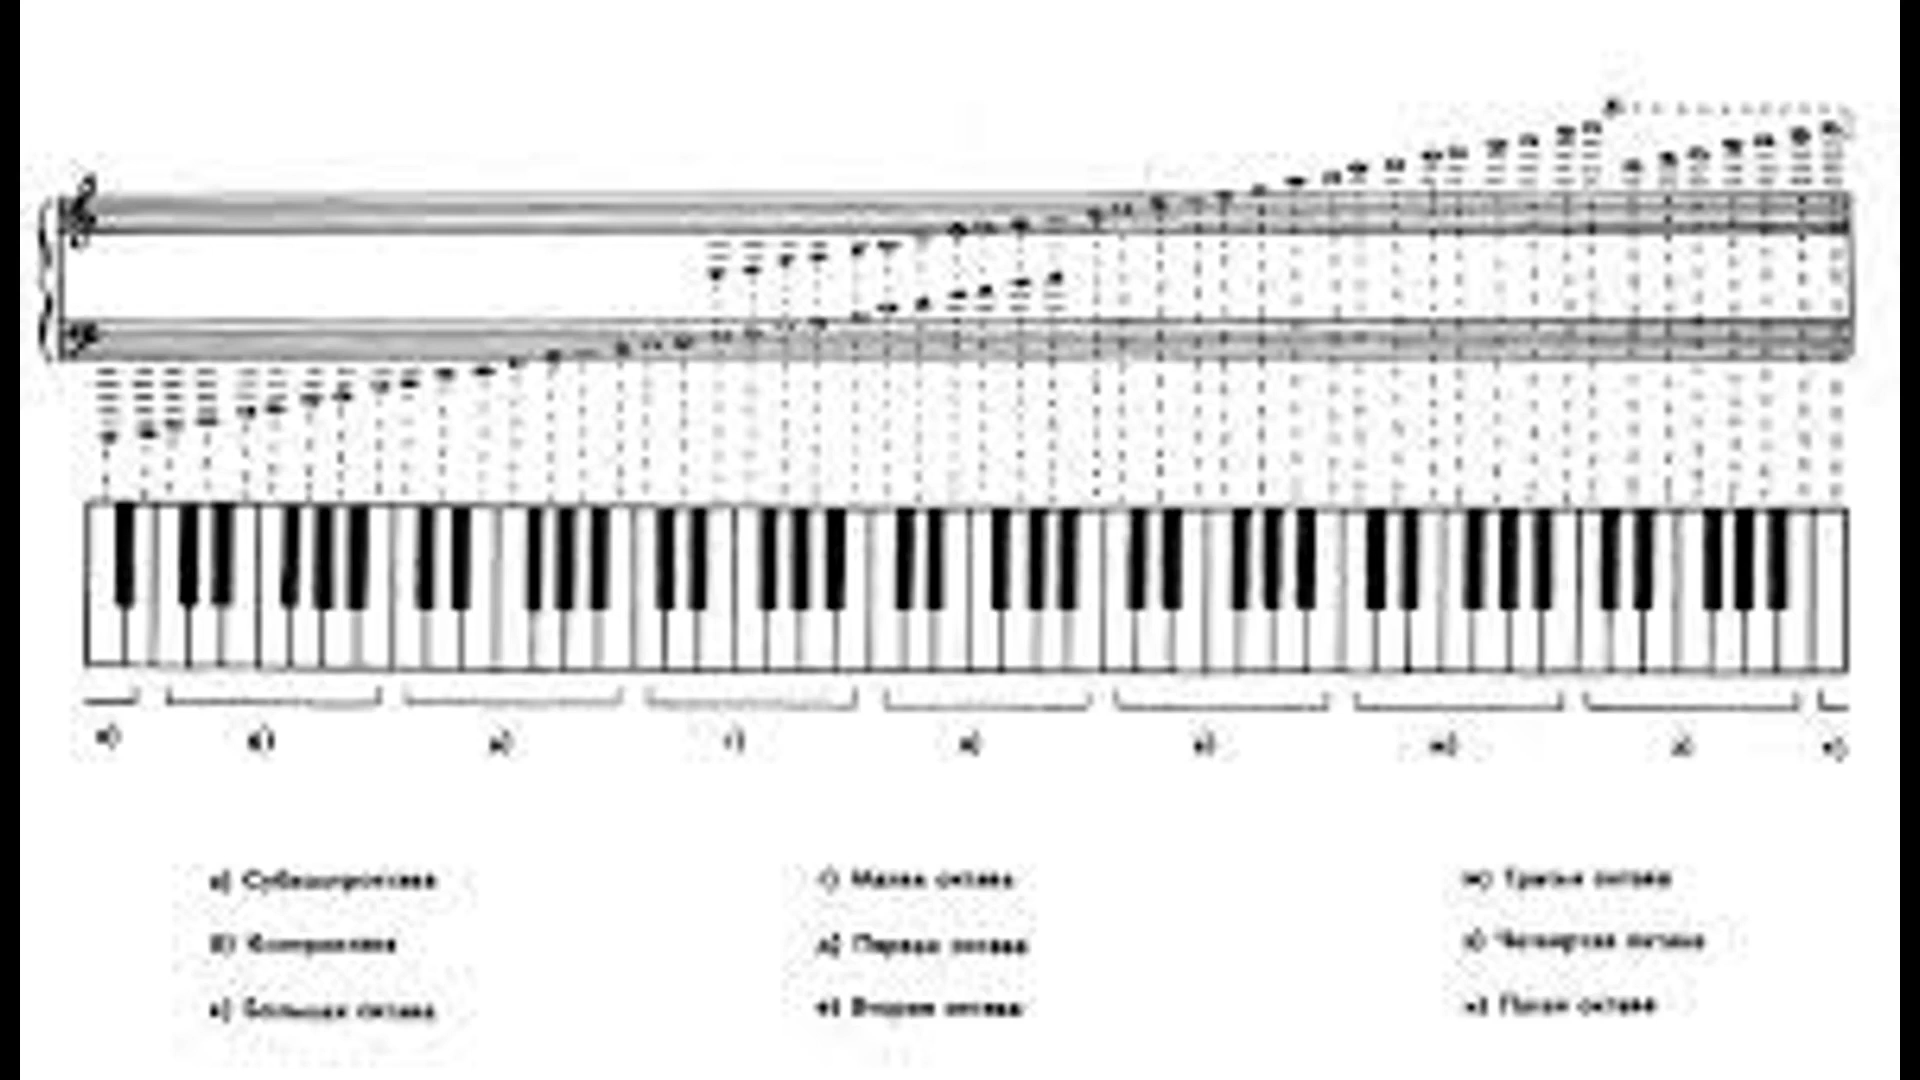 а) б) в) г) д) е) ж) з) и)
а) Субконтроктава
г) Малая октава
ж) Третья октава
б) Контроктава
д) Первая октава
з) Четвертая октава
в) Большая октава
е) Вторая октава
и) Пятая октава